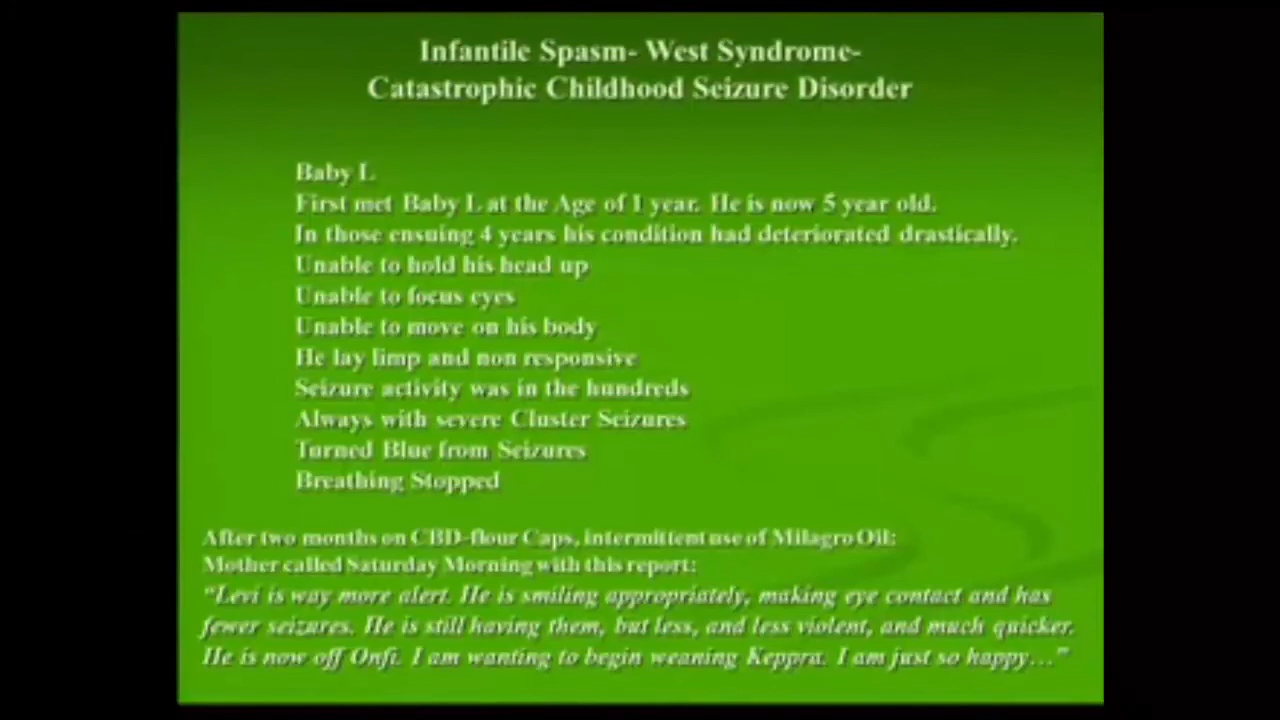 Infantile Spasm- West Syndrome-
Catastrophic Childhood Seizure Disorder
Baby L
First met Baby L at the Age of 1 year. He is now 5 year old.
In those ensuing 4 years his condition had deteriorated drastically.
Unable to hold his head up
Unable to focus eyes
Unable to move on his body
He lay limp and non responsive
Seizure activity was in the hundreds
Always with severe Cluster Seizures
Turned Blue from Seizures
Breathing Stopped
After two months on CBD-flour Caps, intermittent use of Milagro Oil:
Mother called Saturday Morning with this report:
"Levi is way more alert. He is smiling appropriately, making eye contact and has
fewer seizures. He is still having them, but less, and less violent, and much quicker.
He is now off Onfi. I am wanting to begin weaning Keppra. I am just so happy…"